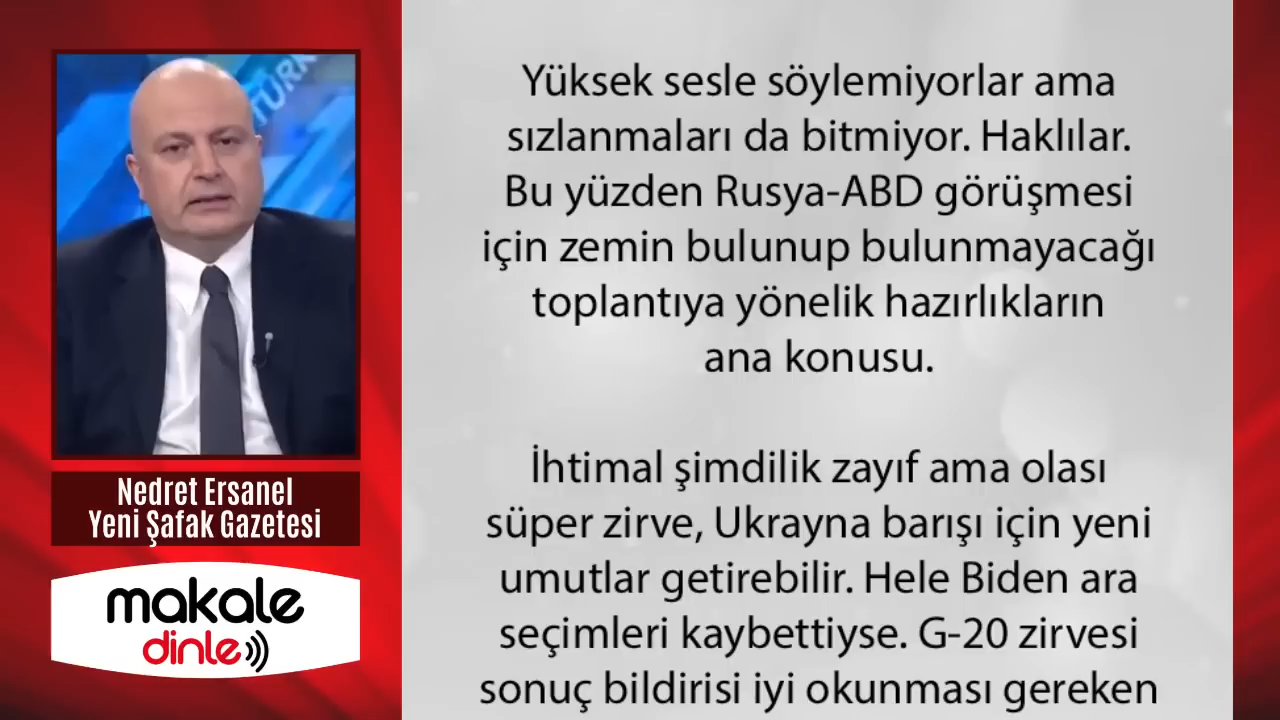 TÜRK
Nedret Ersanel
Yeni Şafak Gazetesi
makale
dinle
Yüksek sesle söylemiyorlar ama
sızlanmaları da bitmiyor. Haklılar.
Bu yüzden Rusya-ABD görüşmesi
için zemin bulunup bulunmayacağı
toplantıya yönelik hazırlıkların
ana konusu.
İhtimal şimdilik zayıf ama olası
süper zirve, Ukrayna barışı için yeni
umutlar getirebilir. Hele Biden ara
seçimleri kaybettiyse. G-20 zirvesi
sonuç bildirisi iyi okunması gereken